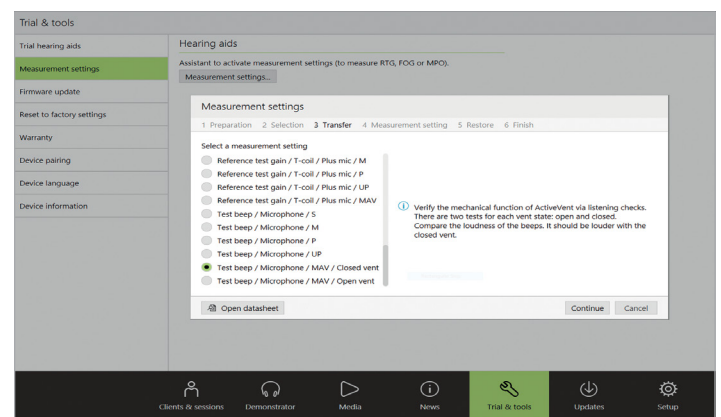 Trial & tools
Trial hearing aids
Measurement settings
Firmware update
Reset to factory settings
Warranty
Device pairing
Device language
Device information
Hearing aids
Assistant to activate measurement settings (to measure RTG, FOG or MPO).
Measurement settings...
Measurement settings
1 Preparation 2 Selection 3 Transfer 4 Measurement setting 5 Restore 6 Finish
Select a measurement setting
Reference test gain / T-coil / Plus mic / M
Reference test gain / T-coil / Plus mic / P
Reference test gain / T-coil / Plus mic / UP
Reference test gain / T-coil / Plus mic / MAV
Test beep / Microphone / S
Test beep / Microphone / M
Test beep / Microphone / P
Test beep / Microphone / UP
Test beep / Microphone / MAV / Closed vent
Test beep / Microphone / MAV / Open vent
Verify the mechanical function of ActiveVent via listening checks.
There are two tests for each vent state: open and closed.
Compare the loudness of the beeps. It should be louder with the
closed vent.
Open datasheet
Continue Cancel
Clients & sessions Demonstrator Media News Trial & tools Updates Setup